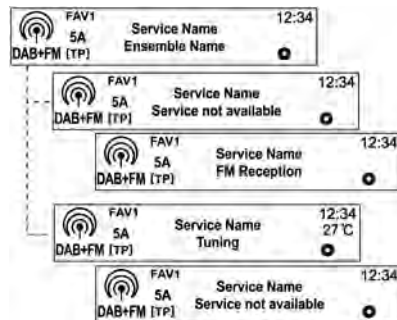 FAV1 12:34
5A Service Name
DAB+FM [TP] Ensemble Name
FAV1 12:34
5A Service Name
DAB+FM [TP] Service not available
FAV1 12:34
5A Service Name
DAB+FM [TP] FM Reception
FAV1 12:34
5A Service Name 27℃
DAB+FM [TP] Tuning
FAV1 12:34
5A Service Name
DAB+FM [TP] Service not available